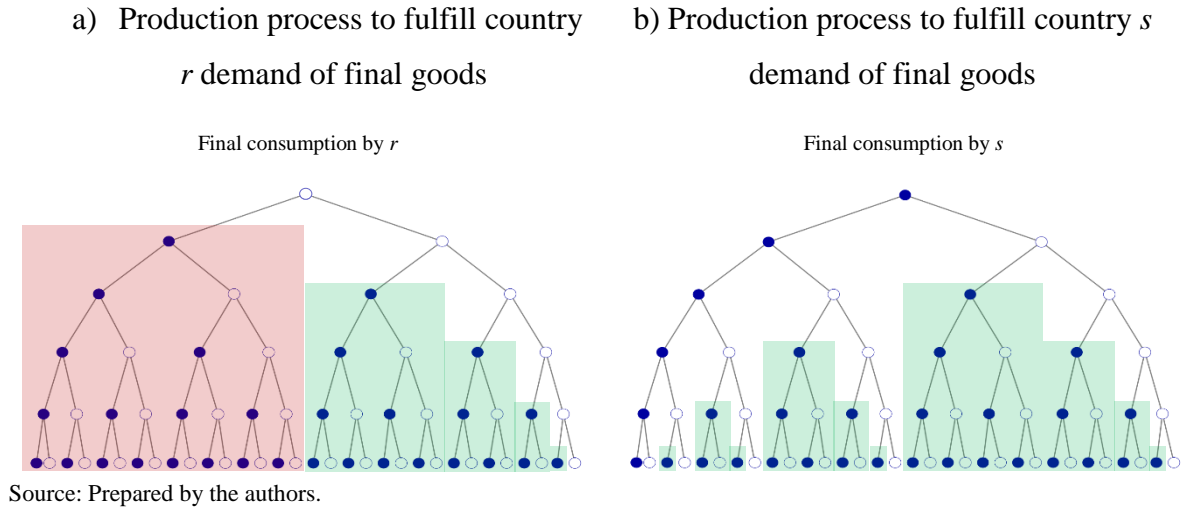 a) Production process to fulfill country
r demand of final goods
b) Production process to fulfill country s
demand of final goods
Final consumption by r
Final consumption by s
Source: Prepared by the authors.